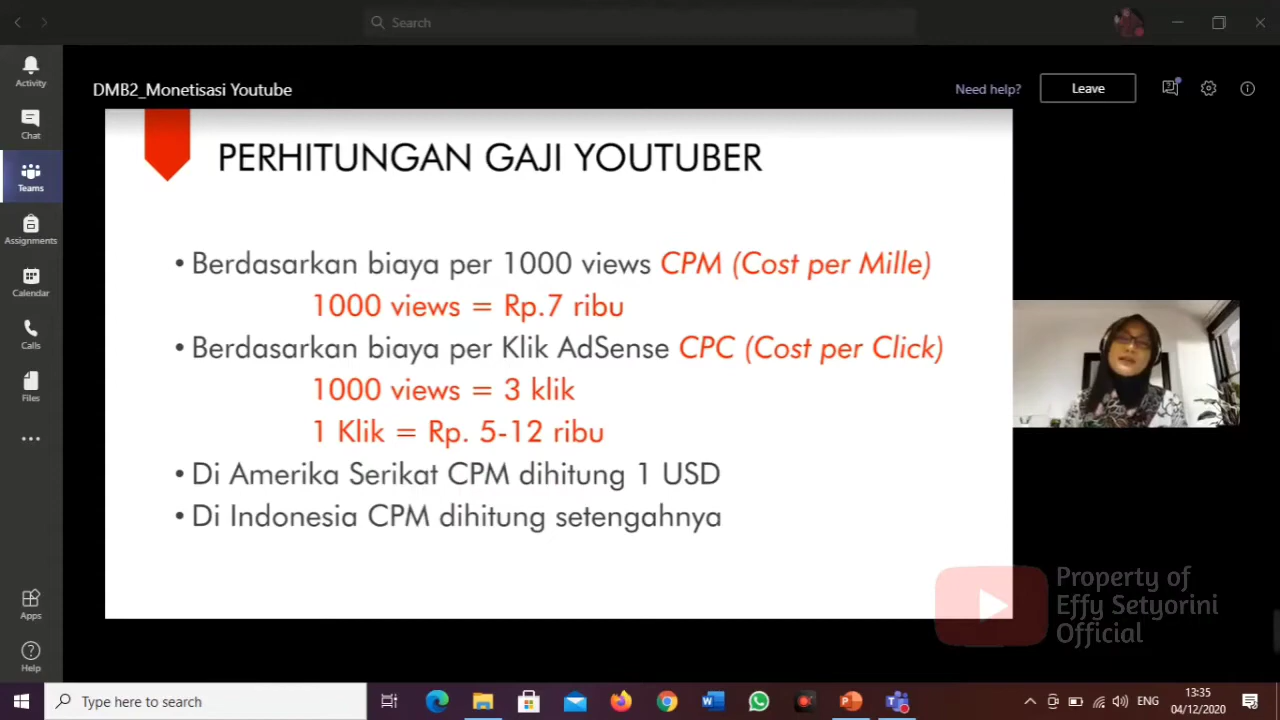 Search
Activity
Chat
Teams
Assignments
Calendar
Calls
Files
Apps
Help
DMB2_Monetisasi Youtube
Need help?
Leave
PERHITUNGAN GAJI YOUTUBER
• Berdasarkan biaya per 1000 views CPM (Cost per Mille)
1000 views = Rp.7 ribu
• Berdasarkan biaya per Klik AdSense CPC (Cost per Click)
1000 views = 3 klik
1 Klik = Rp. 5-12 ribu
• Di Amerika Serikat CPM dihitung 1 USD
• Di Indonesia CPM dihitung setengahnya
Property of
Effy Setyorini
Official
Type here to search
ENG
13:35
04/12/2020